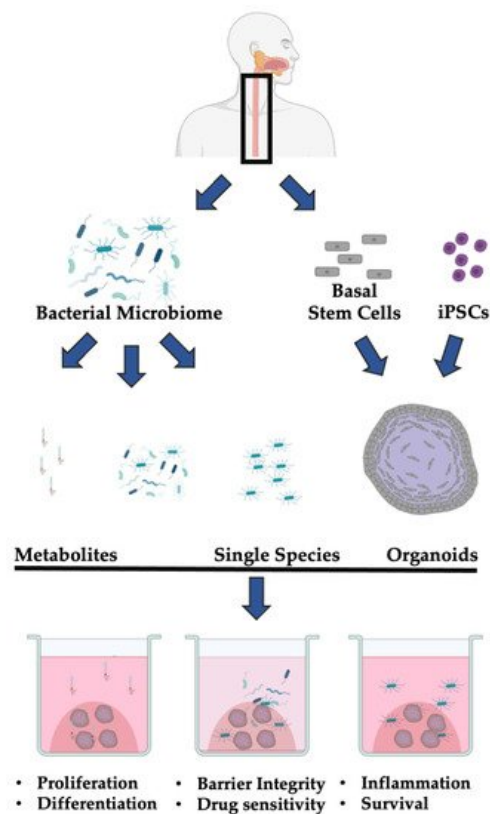 Bacterial Microbiome
Basal
Stem Cells
iPSCs
Metabolites
Single Species
Organoids
• Proliferation
• Differentiation
• Barrier Integrity
• Drug sensitivity
• Inflammation
• Survival